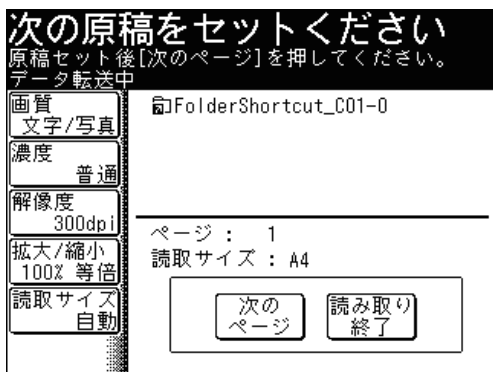 次の原稿をセットください
原稿セット後[次のページ]を押してください。
データ転送中
画質
文字/写真
濃度
普通
解像度
300dpi
拡大/縮小
100% 等倍
読取サイズ
自動
FolderShortcut_C01-0
ページ： 1
読取サイズ：A4
次の
ページ
読み取り
終了